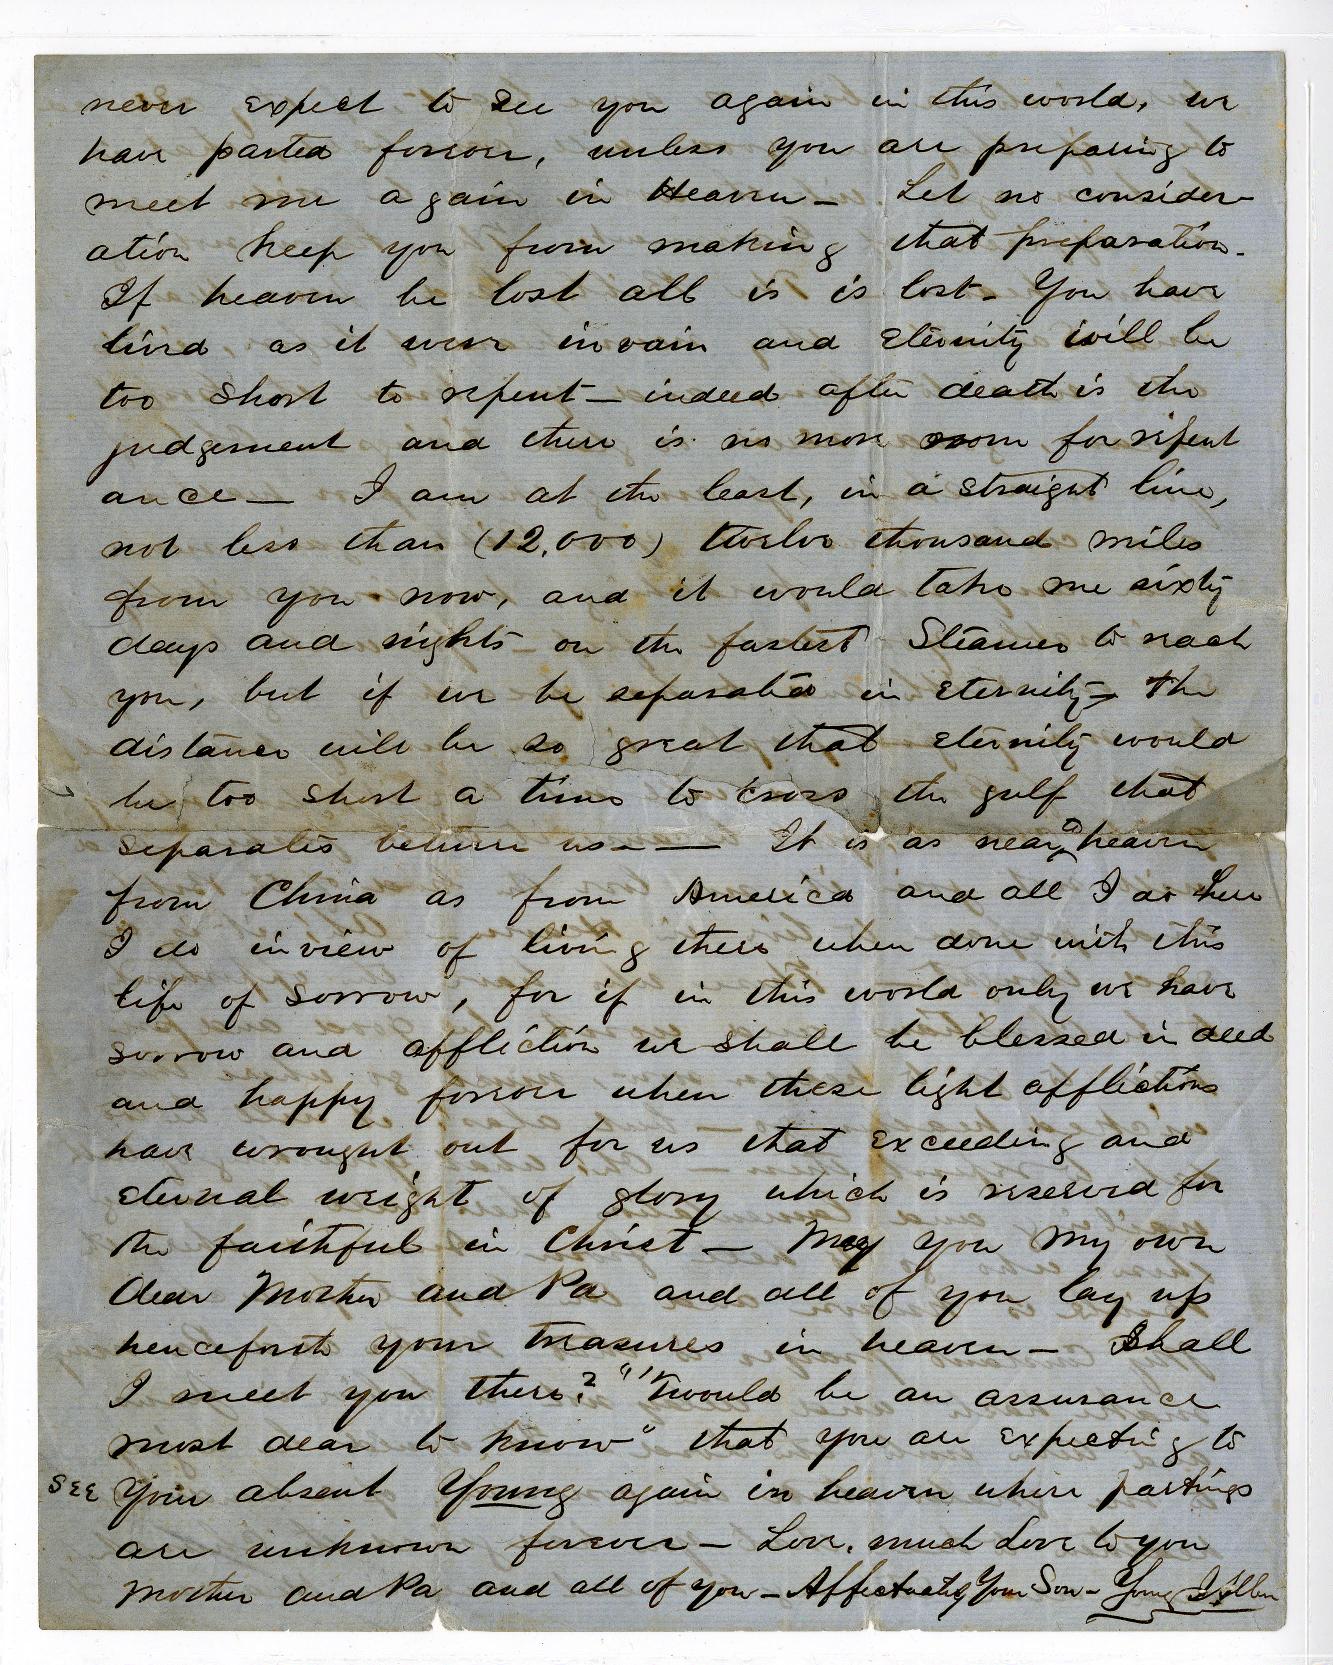 never expect to see you again in this world, we
have parted forever, unless you are preparing to
meet me again in Heaven — Let no consider-
ation keep you from making that preparation.
If heaven be lost all is is lost. You have
lived as it were in vain and Eternity will be
too short to repent — indeed after death is the
judgement and there is no more room for repent
ance — I am at the least, in a straight line,
not less than (12,000) twelve thousand miles
from you now, and it would take me sixty
days and nights on the fastest Steamer to reach
you, but if we be separated in Eternity — the
distance will be so great that eternity would
be too short a time to cross the gulf that
separates between us — — It is as near a heaven
from China as from America and all I do here
I do in view of living there when done with this
life of sorrow, for if in this world only we have
sorrow and affliction we shall be blessed in deed
and happy forever when these light afflictions
have wrought out for us that exceeding and
eternal weight of glory which is reserved for
the faithful in Christ — May you my own
dear Mother and Pa and all of you lay up
henceforth your treasures in heaven — Shall
I meet you there? "'Twould be an assurance
most dear to know" that you are expecting to
see your absent Young again in heaven where partings
are unknown forever — Love, much Love to you
Mother and Pa and all of you — Affectionately Your Son — Young J. Allen